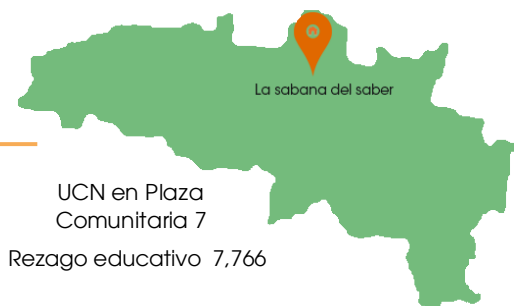 La sabana del saber
UCN en Plaza
Comunitaria 7
Rezago educativo 7,766